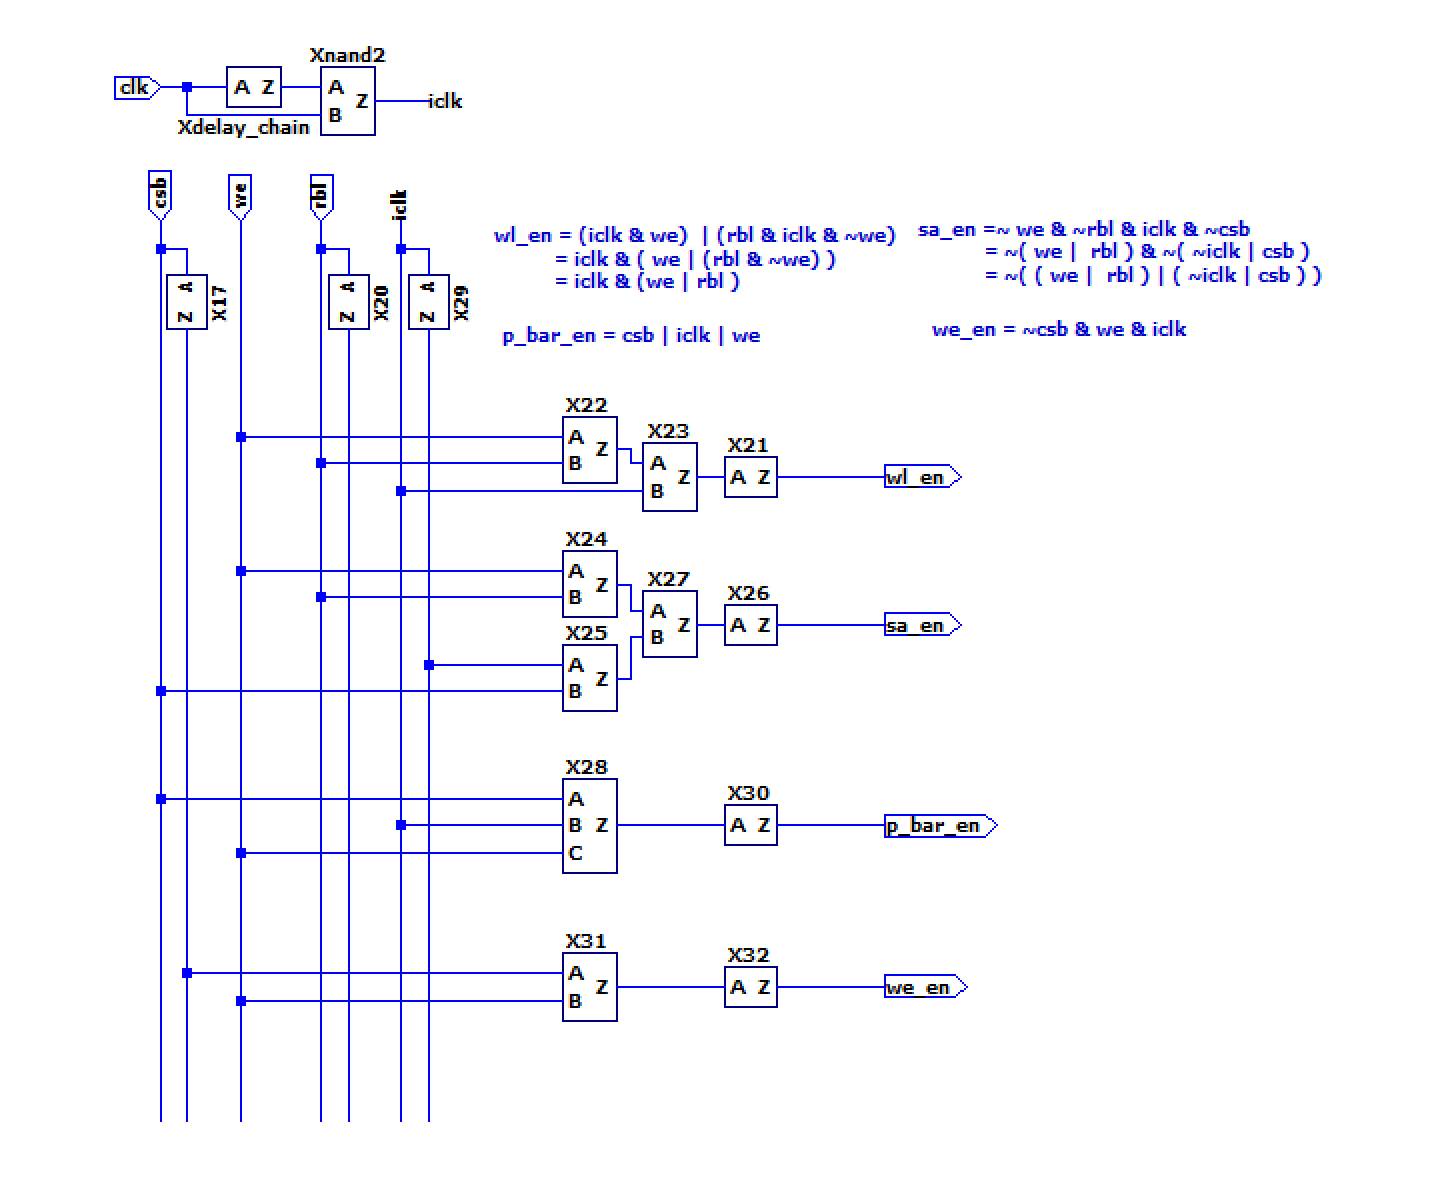 Xnand2
clk
A Z
A
B
Z
iclk
Xdelay_chain
csb
we
rbl
iclk
wl_en = (iclk & we)  | (rbl & iclk & ~we)
= iclk & ( we | (rbl & ~we) )
= iclk & (we | rbl )
sa_en =~ we & ~rbl & iclk & ~csb
= ~( we |  rbl ) & ~( ~iclk | csb )
= ~( ( we |  rbl ) | ( ~iclk | csb ) )
A Z
X17
A Z
X20
A Z
X29
p_bar_en = csb | iclk | we
we_en = ~csb & we & iclk
X22
A
B
Z
X23
A
B
Z
X21
A Z
wl_en
X24
A
B
Z
X25
A
B
Z
X27
A
B
Z
X26
A Z
sa_en
X28
A
B Z
C
X30
A Z
p_bar_en
X31
A
B
Z
X32
A Z
we_en